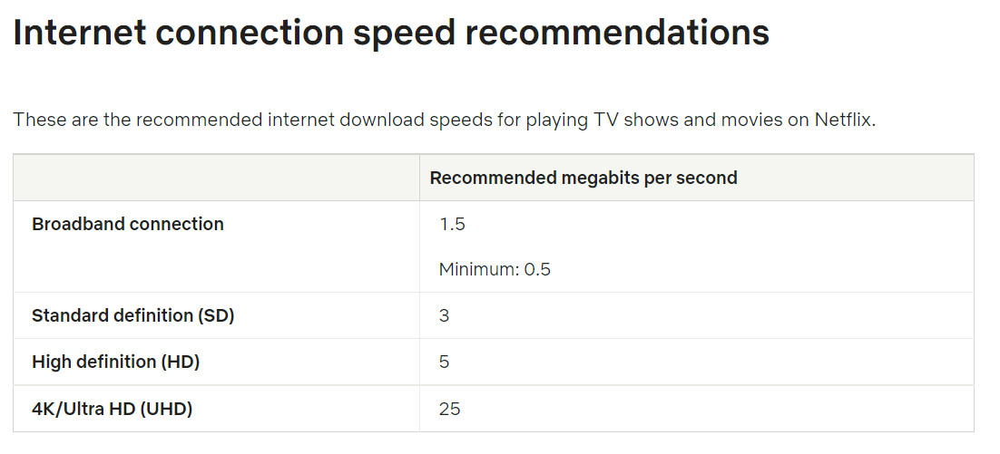 Internet connection speed recommendations
These are the recommended internet download speeds for playing TV shows and movies on Netflix.
Recommended megabits per second
Broadband connection 1.5
Minimum: 0.5
Standard definition (SD) 3
High definition (HD) 5
4K/Ultra HD (UHD) 25